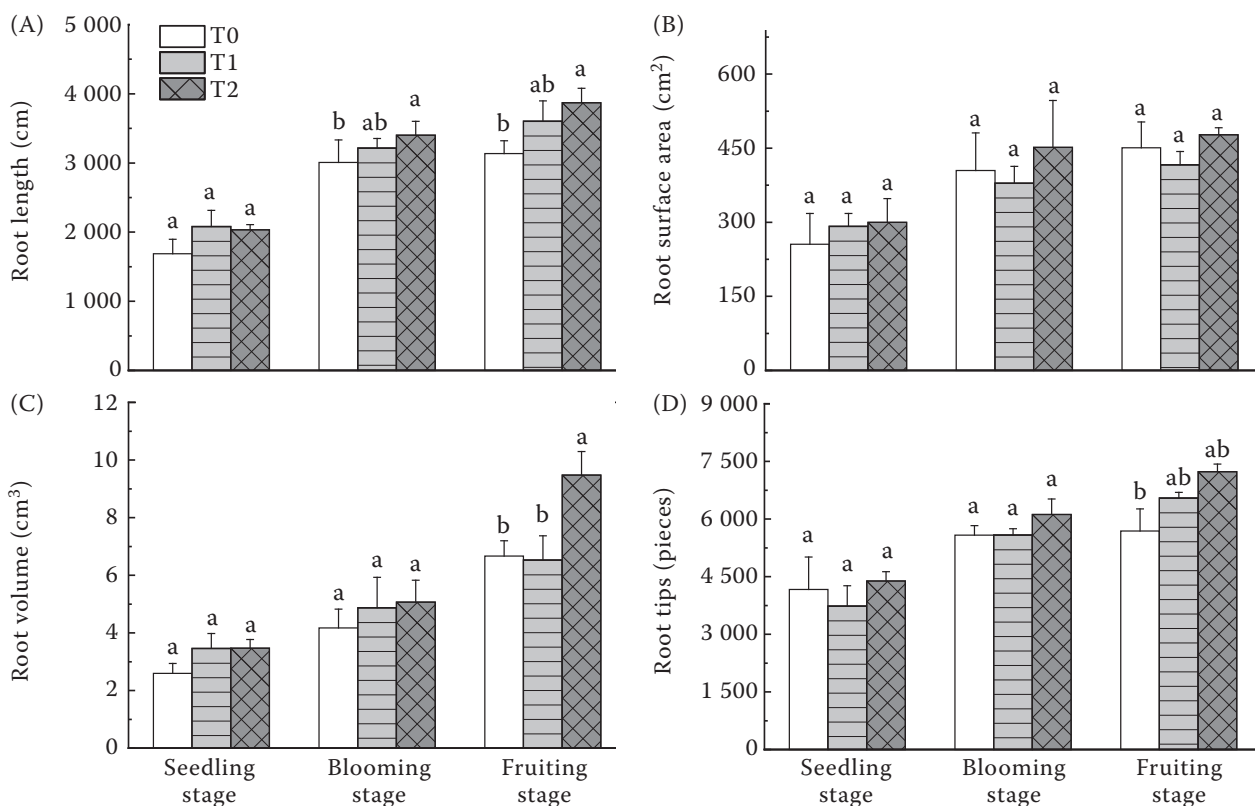 (A)
Root length (cm)
5 000
4 000
3 000
2 000
1 000
0
T0
T1
T2
a
a
a
b
ab
a
b
ab
a
(B)
Root surface area (cm²)
600
450
300
150
0
a
a
a
a
a
a
a
a
a
(C)
Root volume (cm³)
12
10
8
6
4
2
0
a
a
a
a
a
a
b
b
a
Seedling
stage
Blooming
stage
Fruiting
stage
(D)
Root tips (pieces)
9 000
7 500
6 000
4 500
3 000
1 500
0
a
a
a
a
a
a
b
ab
ab
Seedling
stage
Blooming
stage
Fruiting
stage